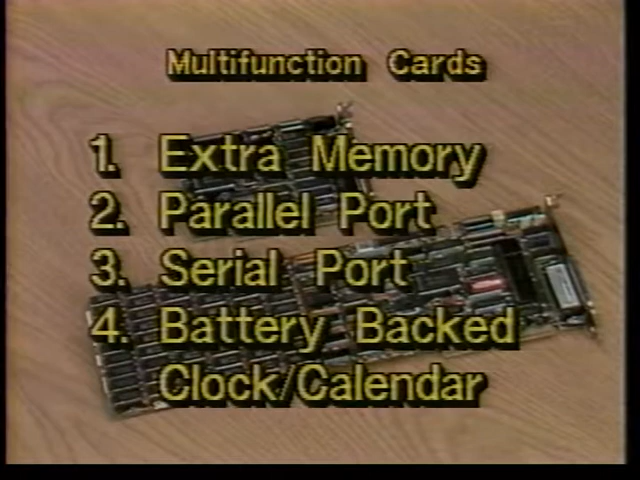 Multifunction Cards
1. Extra Memory
2. Parallel Port
3. Serial Port
4. Battery Backed
Clock/Calendar